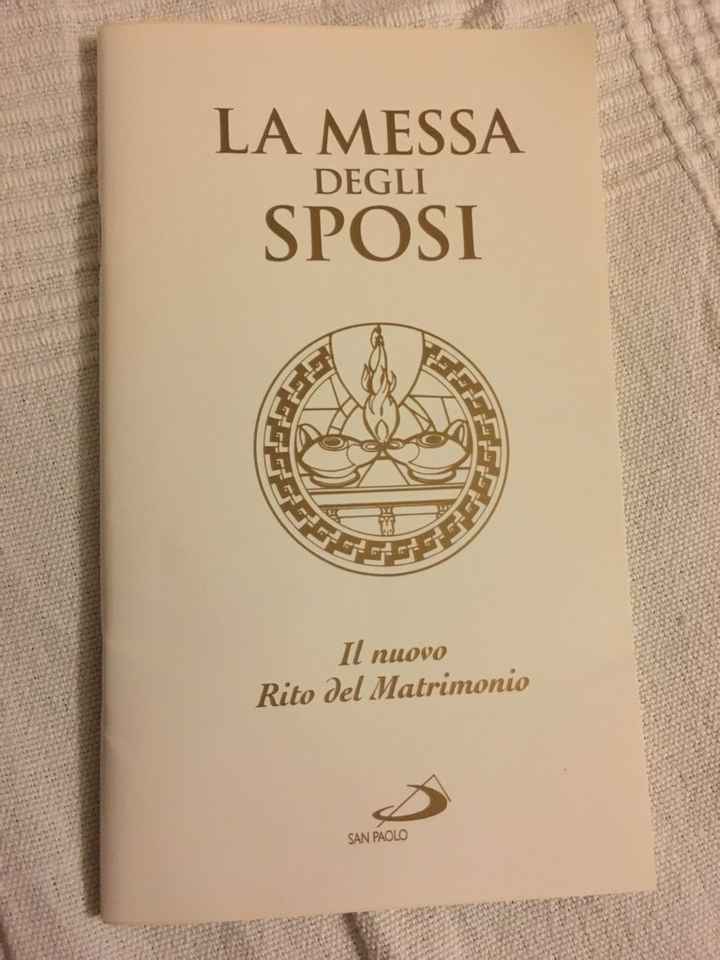 LA MESSA
DEGLI
SPOSI
Il nuovo
Rito del Matrimonio
SAN PAOLO